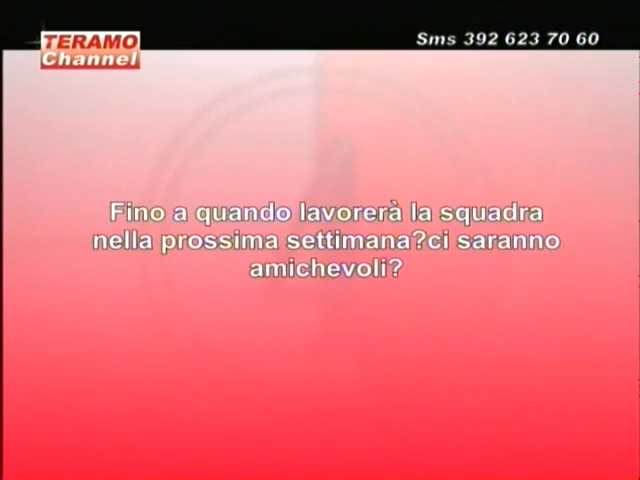 TERAMO
Channel
Sms 392 623 70 60
Fino a quando lavorerà la squadra
nella prossima settimana?ci saranno
amichevoli?